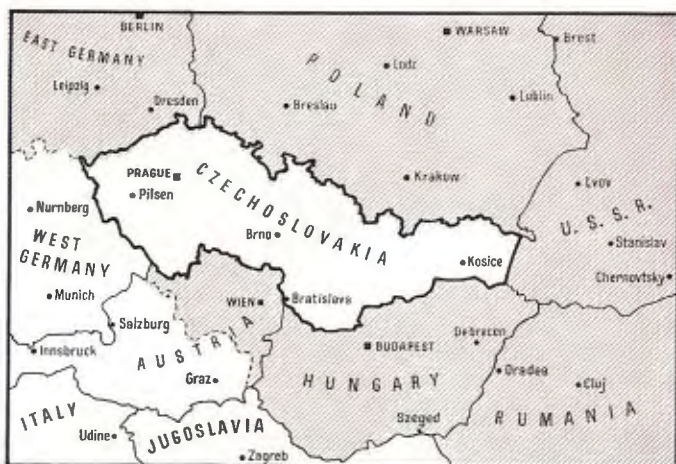 BERLIN
EAST GERMANY
Leipzig
Dresden
POLAND
WARSAW
Lodz
Breslau
Lublin
Krakow
Brest
PRAGUE
Pilsen
CZECHOSLOVAKIA
Brno
Kosice
Bratislava
Lvov
U.S.S.R.
Stanislav
Chernovtsky
Nurnberg
WEST
GERMANY
Munich
Salzburg
Innsbruck
WIEN
AUSTRIA
Graz
BUDAPEST
Debrecen
HUNGARY
Szeged
Oradea
Cluj
RUMANIA
ITALY
Udine
JUGOSLAVIA
Zagreb